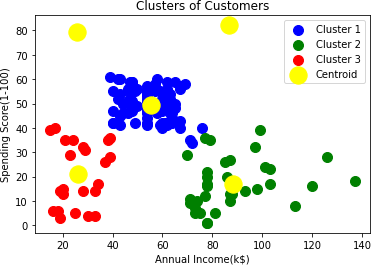 Clusters of Customers
Spending Score(1-100)
80
70
60
50
40
30
20
10
0
Cluster 1
Cluster 2
Cluster 3
Centroid
20
40
60
80
100
120
140
Annual Income(k$)